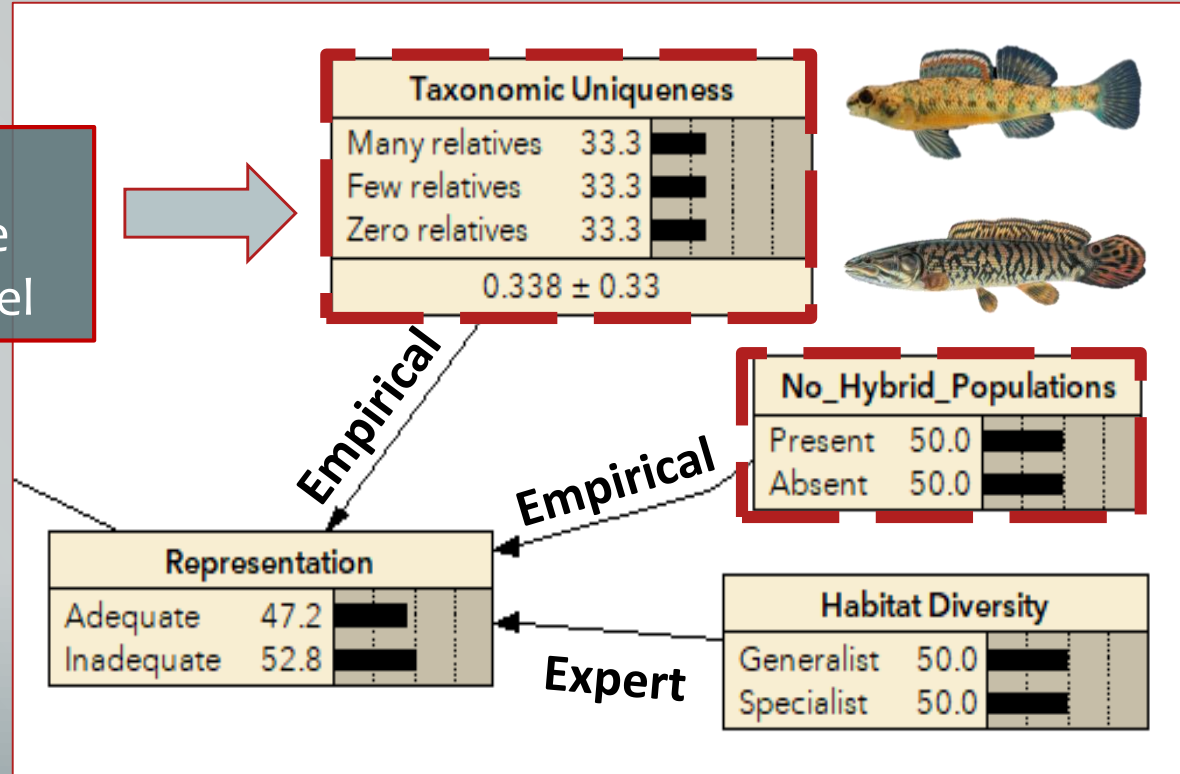 el
Taxonomic Uniqueness
Many relatives 33.3
Few relatives 33.3
Zero relatives 33.3
0.338 ± 0.33
Empirical
No_Hybrid_Populations
Present 50.0
Absent 50.0
Empirical
Representation
Adequate 47.2
Inadequate 52.8
Habitat Diversity
Generalist 50.0
Specialist 50.0
Expert